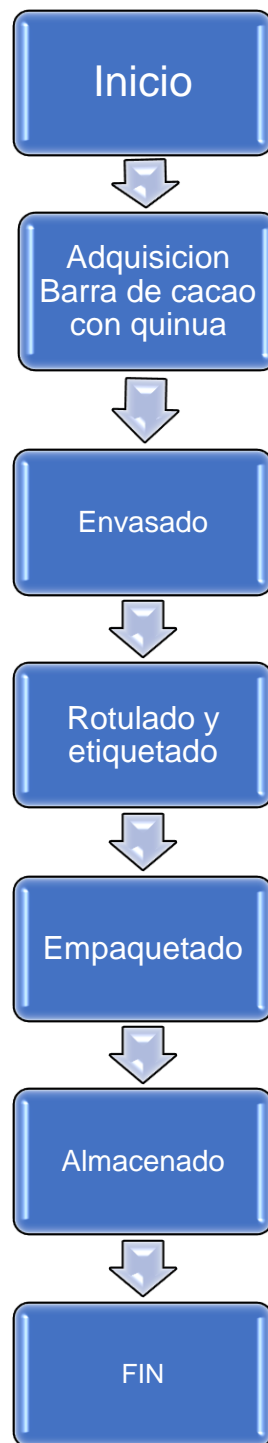 Inicio
Adquisicion
Barra de cacao
con quinua
Envasado
Rotulado y
etiquetado
Empaquetado
Almacenado
FIN